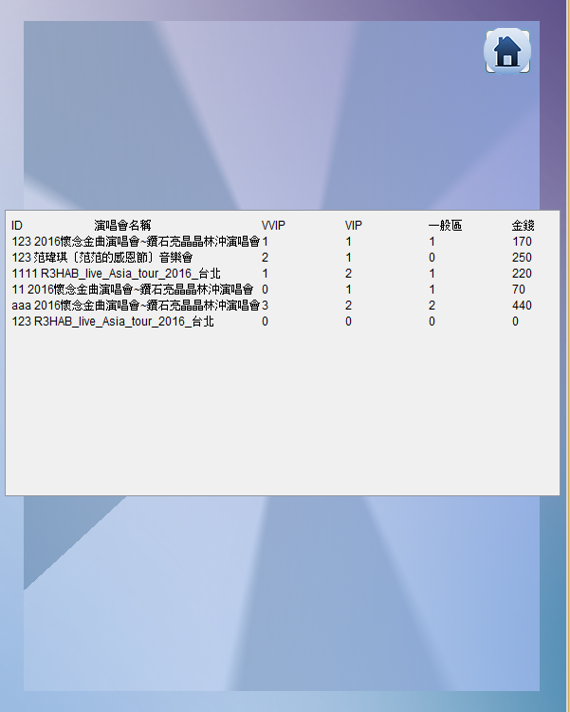 ID 演唱會名稱 VVIP VIP 一般區 金錢
123 2016懷念金曲演唱會~鑽石亮晶晶林沖演唱會 1 1 1 170
123 范瑋琪〔范范的感恩節〕音樂會 2 1 0 250
1111 R3HAB_live_Asia_tour_2016_台北 1 2 1 220
11 2016懷念金曲演唱會~鑽石亮晶晶林沖演唱會 0 1 1 70
aaa 2016懷念金曲演唱會~鑽石亮晶晶林沖演唱會 3 2 2 440
123 R3HAB_live_Asia_tour_2016_台北 0 0 0 0